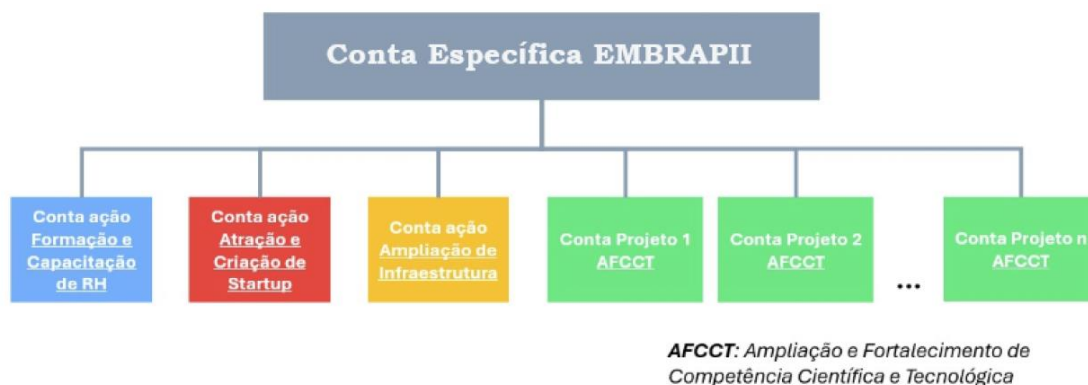 Conta Específica EMBRAPII
Conta ação
Formação e
Capacitação
de RH
Conta ação
Atração e
Criação de
Startup
Conta ação
Ampliação de
Infraestrutura
Conta Projeto 1
AFCCT
Conta Projeto 2
AFCCT
...
Conta Projeto n
AFCCT
AFCCT: Ampliação e Fortalecimento de
Competência Científica e Tecnológica